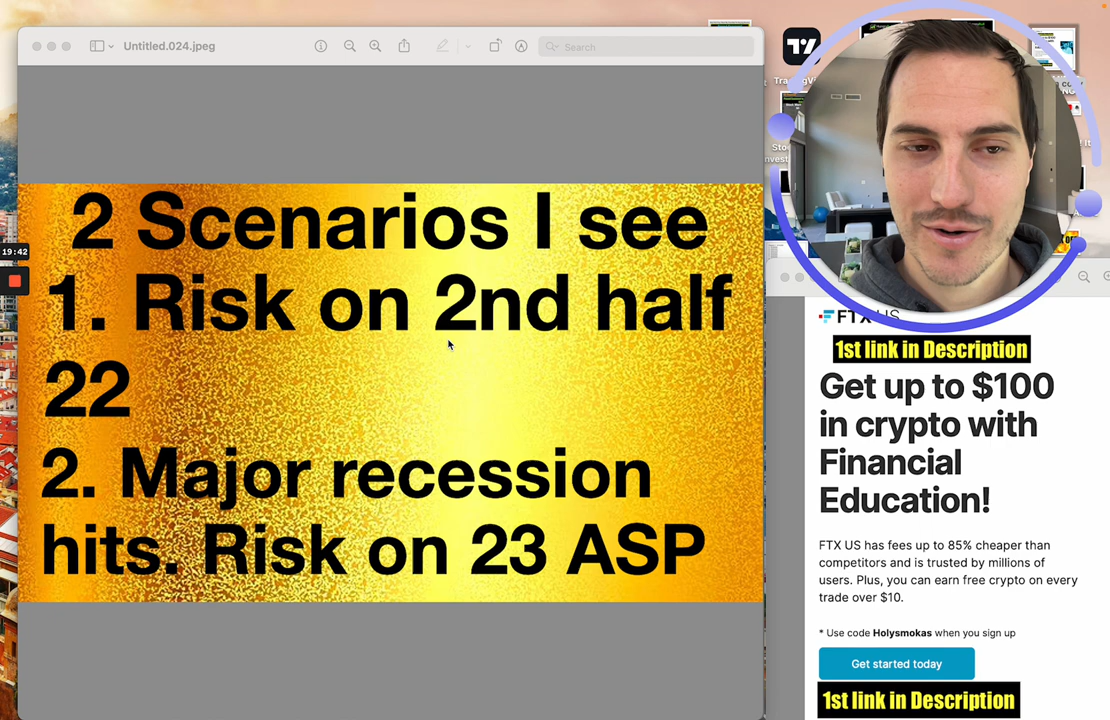 Untitled.024.jpeg
Search
2 Scenarios I see
1. Risk on 2nd half
22
2. Major recession
hits. Risk on 23 ASP
19:42
FTX US
1st link in Description
Get up to $100
in crypto with
Financial
Education!
FTX US has fees up to 85% cheaper than
competitors and is trusted by millions of
users. Plus, you can earn free crypto on every
trade over $10.
* Use code Holysmokas when you sign up
Get started today
1st link in Description